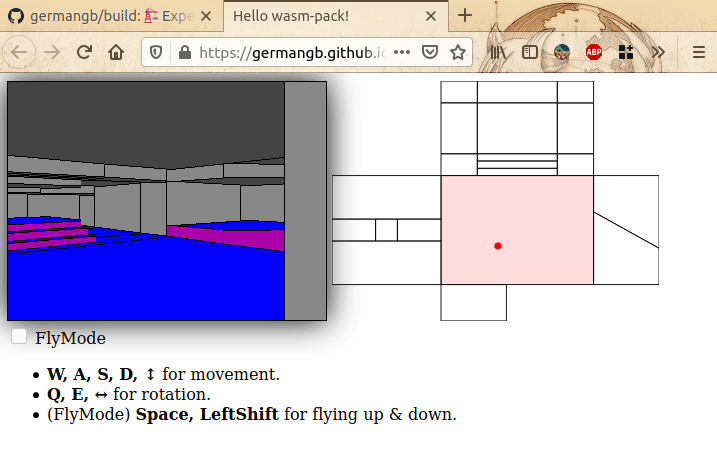 germangb/build: 🏗 Expe
Hello wasm-pack!
https://germangb.github.io
ABP
FlyMode
• W, A, S, D, ↕ for movement.
• Q, E, ↔ for rotation.
• (FlyMode) Space, LeftShift for flying up & down.